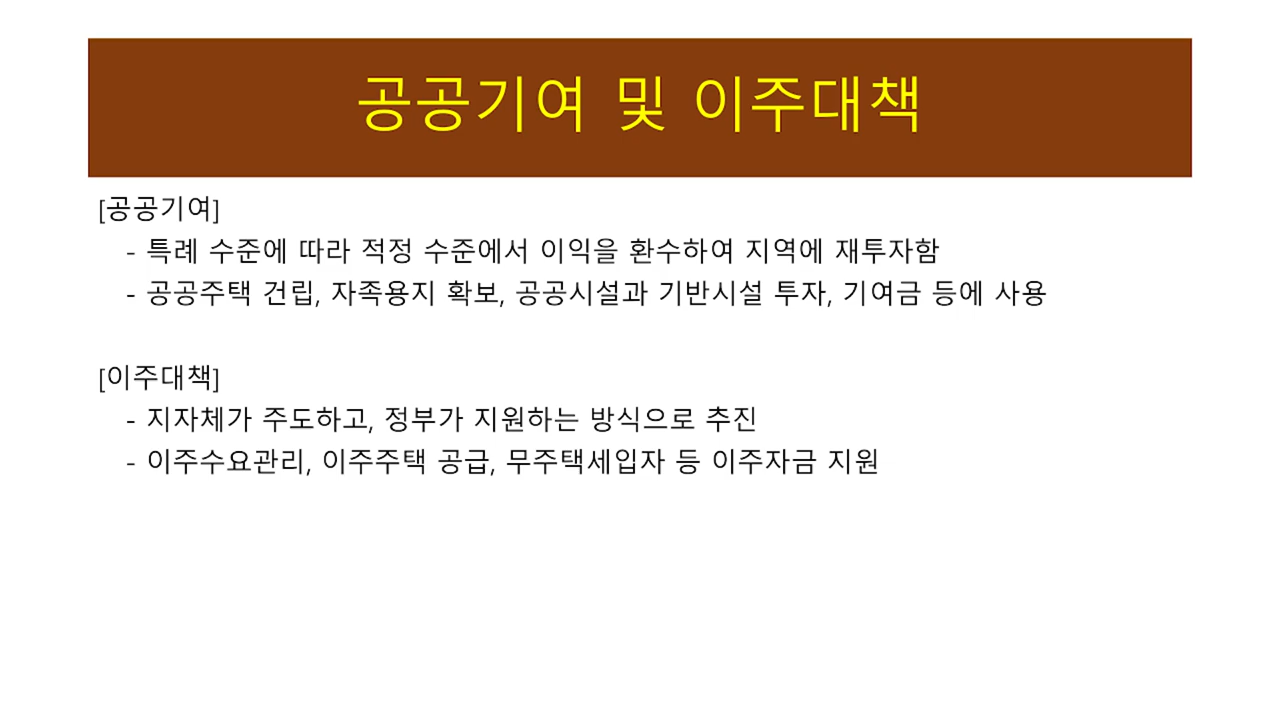 공공기여 및 이주대책
[공공기여]
- 특례 수준에 따라 적정 수준에서 이익을 환수하여 지역에 재투자함
- 공공주택 건립, 자족용지 확보, 공공시설과 기반시설 투자, 기여금 등에 사용
[이주대책]
- 지자체가 주도하고, 정부가 지원하는 방식으로 추진
- 이주수요관리, 이주주택 공급, 무주택세입자 등 이주자금 지원